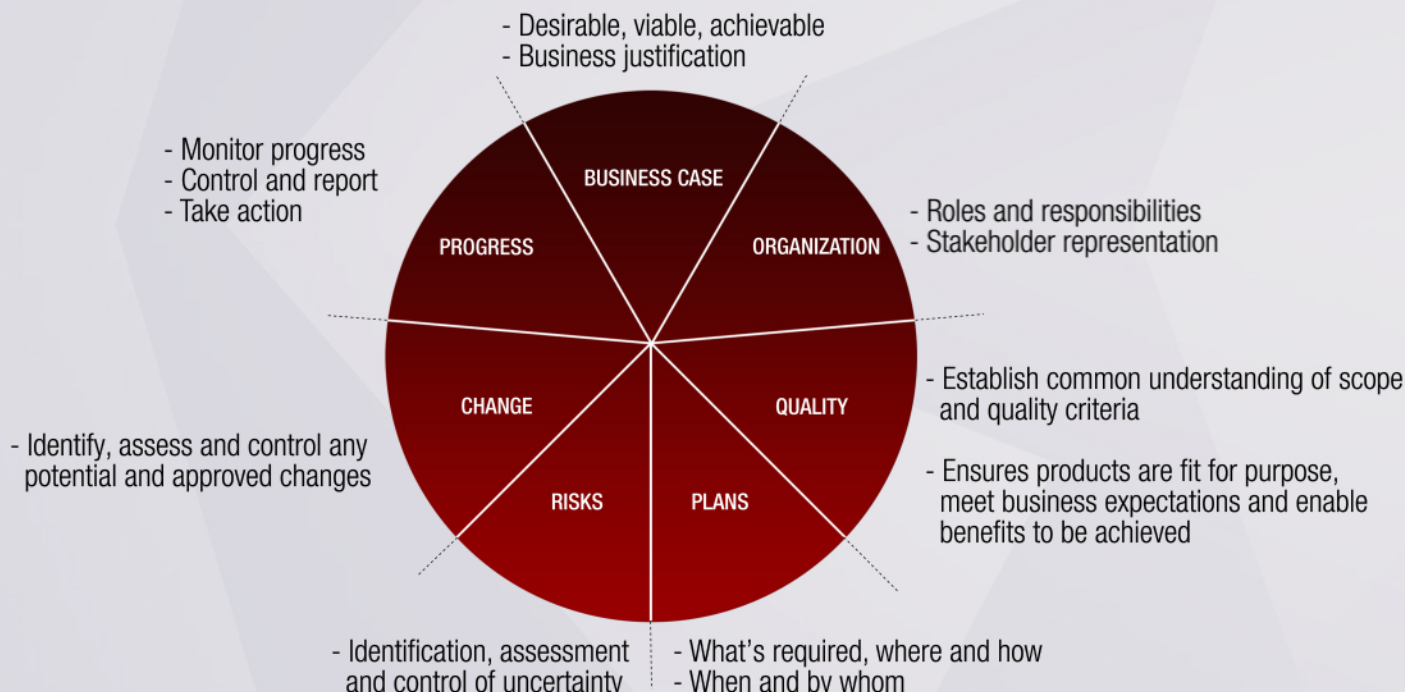 - Desirable, viable, achievable
- Business justification
- Monitor progress
- Control and report
- Take action
BUSINESS CASE
- Roles and responsibilities
- Stakeholder representation
PROGRESS
ORGANIZATION
- Establish common understanding of scope
and quality criteria
CHANGE
QUALITY
- Identify, assess and control any
potential and approved changes
- Ensures products are fit for purpose,
meet business expectations and enable
benefits to be achieved
RISKS
PLANS
- Identification, assessment
and control of uncertainty
- What's required, where and how
- When and by whom